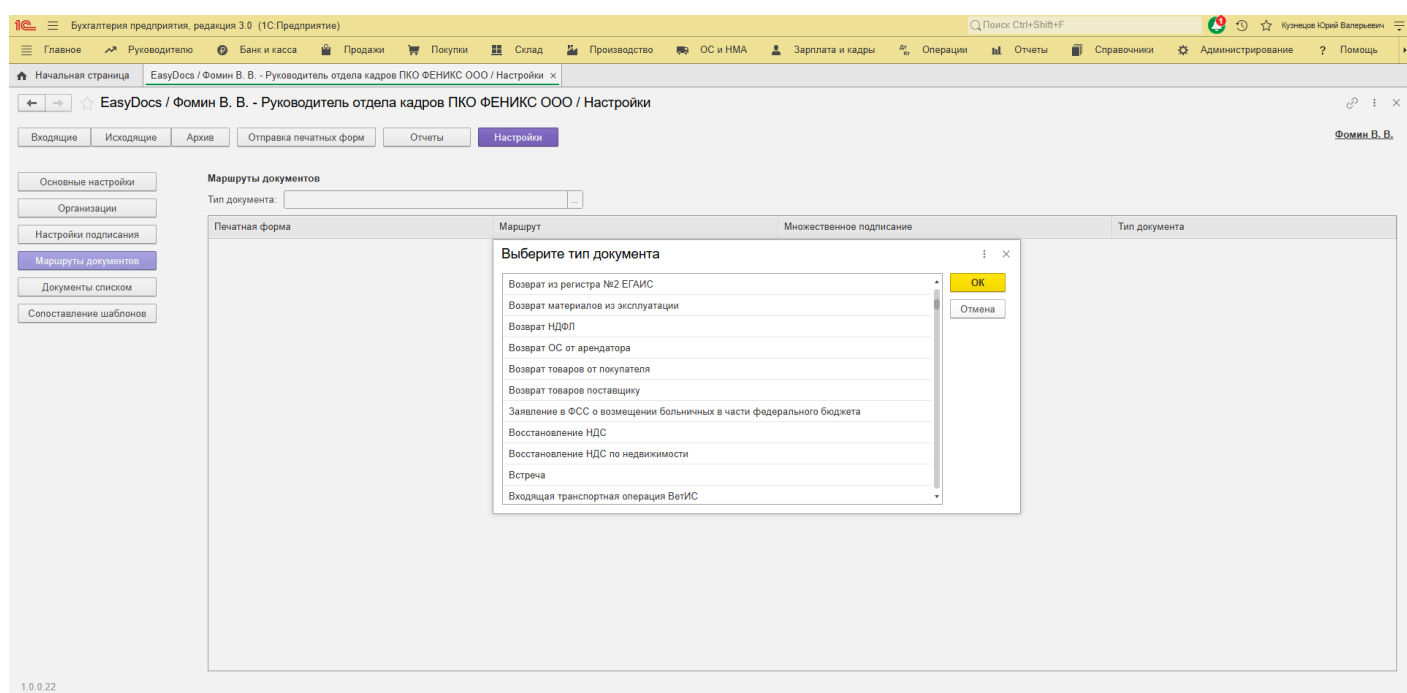 Бухгалтерия предприятия, редакция 3.0 (1С:Предприятие) Поиск Ctrl+Shift+F 1 Кузнецов Юрий Валерьевич
Главное Руководителю Банк и касса Продажи Покупки Склад Производство ОС и НМА Зарплата и кадры Дт Кт Операции Отчеты Справочники Администрирование ? Помощь
Начальная страница EasyDocs / Фомин В. В. - Руководитель отдела кадров ПКО ФЕНИКС ООО / Настройки ×
EasyDocs / Фомин В. В. - Руководитель отдела кадров ПКО ФЕНИКС ООО / Настройки
Входящие Исходящие Архив Отправка печатных форм Отчеты Настройки Фомин В. В.
Основные настройки
Организации
Настройки подписания
Маршруты документов
Документы списком
Сопоставление шаблонов
Маршруты документов
Тип документа: ...
Печатная форма Маршрут Множественное подписание Тип документа
Выберите тип документа
Возврат из регистра №2 ЕГАИС
Возврат материалов из эксплуатации
Возврат НДФЛ
Возврат ОС от арендатора
Возврат товаров от покупателя
Возврат товаров поставщику
Заявление в ФСС о возмещении больничных в части федерального бюджета
Восстановление НДС
Восстановление НДС по недвижимости
Встреча
Входящая транспортная операция ВетИС
ОК
Отмена
1.0.0.22